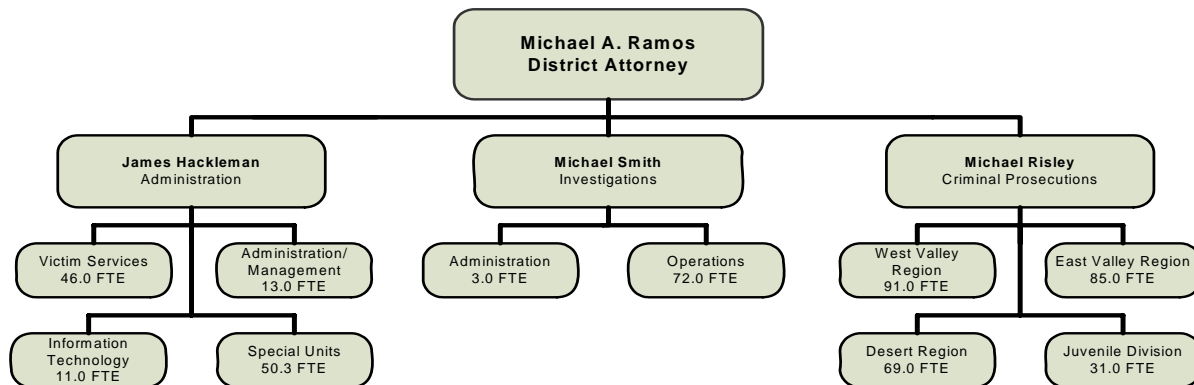 Michael A. Ramos
District Attorney
James Hackleman
Administration
Michael Smith
Investigations
Michael Risley
Criminal Prosecutions
Victim Services
46.0 FTE
Administration/
Management
13.0 FTE
Administration
3.0 FTE
Operations
72.0 FTE
West Valley
Region
91.0 FTE
East Valley Region
85.0 FTE
Information
Technology
11.0 FTE
Special Units
50.3 FTE
Desert Region
69.0 FTE
Juvenile Division
31.0 FTE